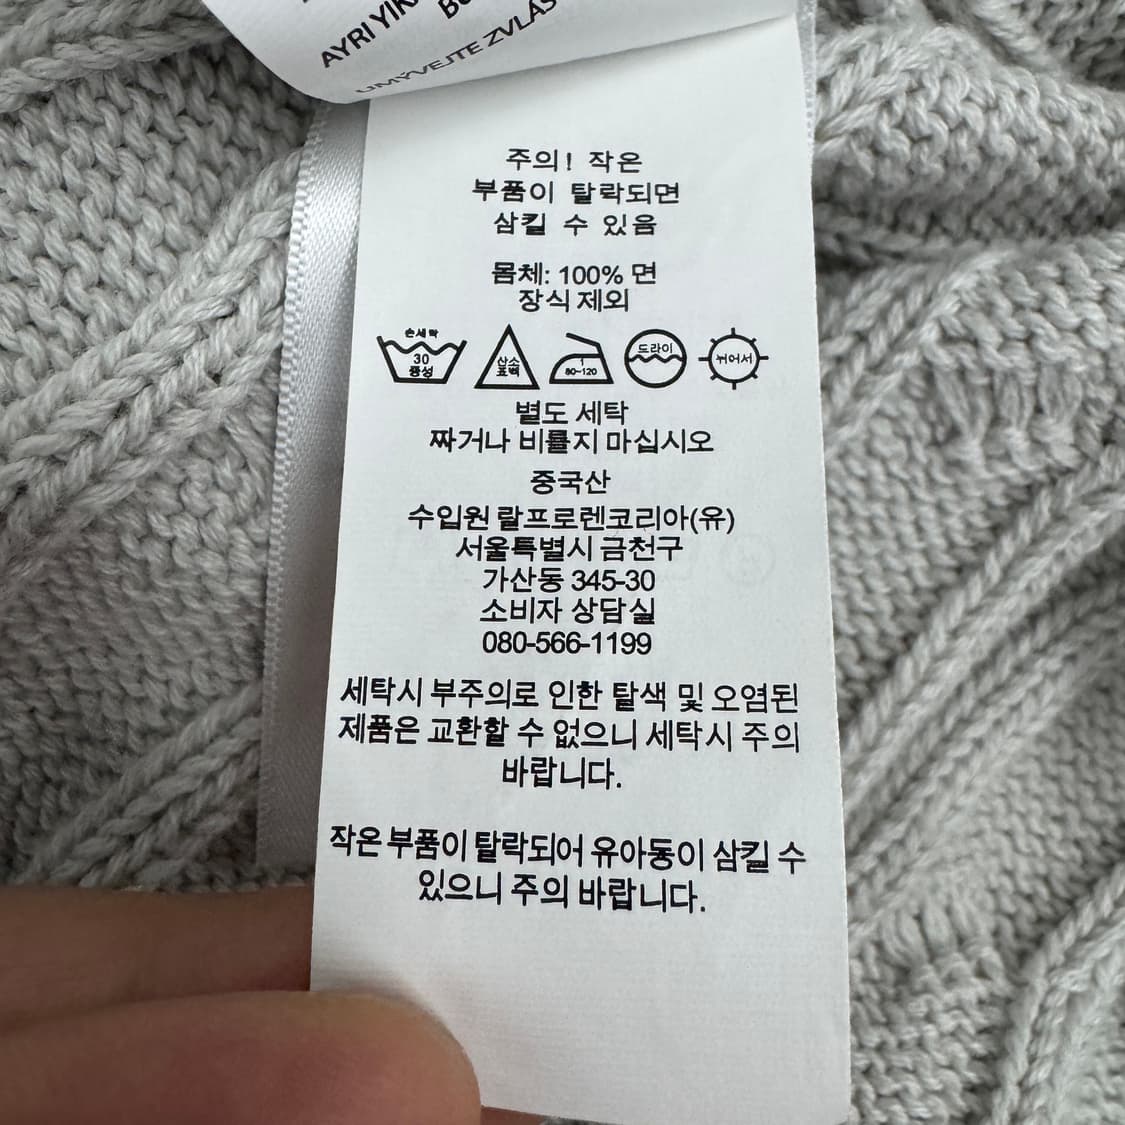 AYRI
UMYVEJTE ZVLÁŠ
주의! 작은
부품이 탈락되면
삼킬 수 있음
몸체: 100% 면
장식 제외
손세탁
30
중성
산소
표백
1
80~120
드라이
뉘어서
별도 세탁
짜거나 비틀지 마십시오
중국산
수입원 랄프로렌코리아(유)
서울특별시 금천구
가산동 345-30
소비자 상담실
080-566-1199
세탁시 부주의로 인한 탈색 및 오염된
제품은 교환할 수 없으니 세탁시 주의
바랍니다.
작은 부품이 탈락되어 유아동이 삼킬 수
있으니 주의 바랍니다.